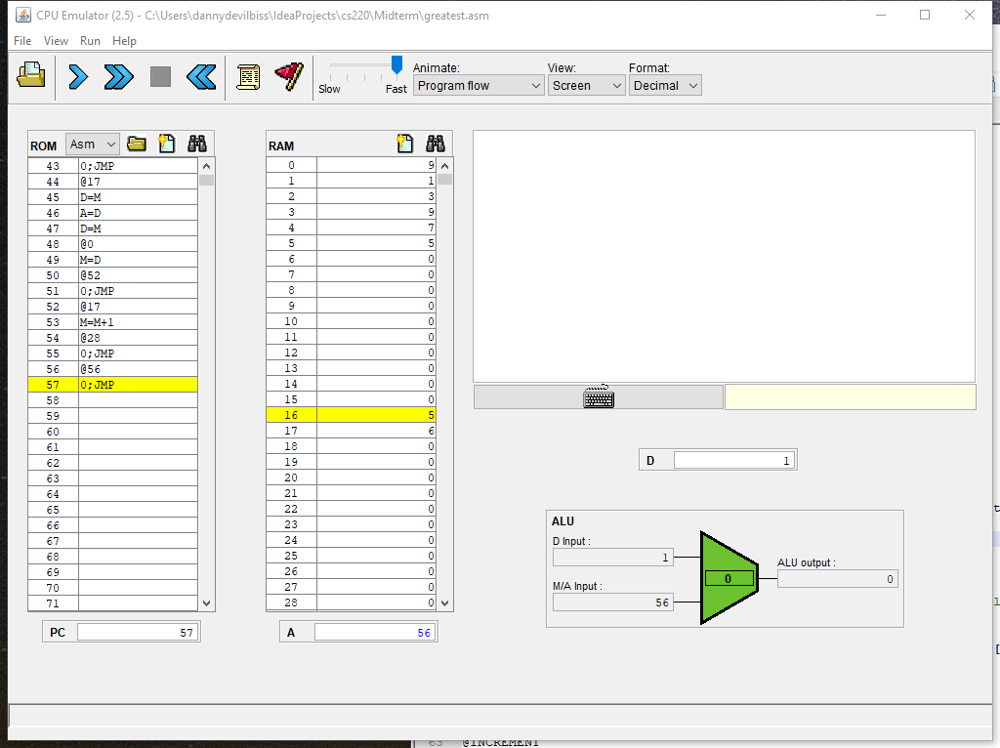 CPU Emulator (2.5) - C:\Users\dannydevilbiss\IdeaProjects\cs220\Midterm\greatest.asm
File View Run Help
Slow Fast
Animate: View: Format:
Program flow Screen Decimal
ROM Asm
43 0;JMP
44 @17
45 D=M
46 A=D
47 D=M
48 @0
49 M=D
50 @52
51 0;JMP
52 @17
53 M=M+1
54 @28
55 0;JMP
56 @56
57 0;JMP
58
59
60
61
62
63
64
65
66
67
68
69
70
71
PC 57
RAM
0 9
1 1
2 3
3 9
4 7
5 5
6 0
7 0
8 0
9 0
10 0
11 0
12 0
13 0
14 0
15 0
16 5
17 6
18 0
19 0
20 0
21 0
22 0
23 0
24 0
25 0
26 0
27 0
28 0
A 56
D 1
ALU
D Input :
1
M/A Input :
56
0
ALU output :
0
63 @INCREMENT